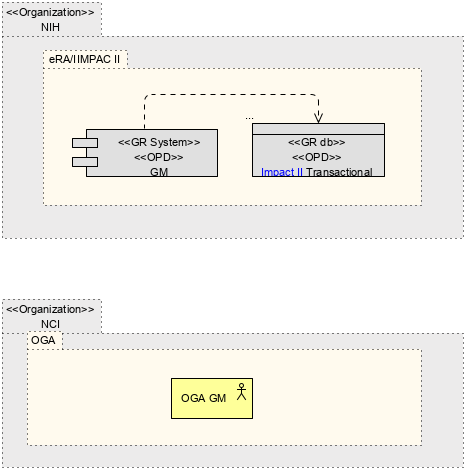 <<Organization>>
NIH
eRA/IIMPAC II
...
<<GR System>>
<<OPD>>
GM
<<GR db>>
<<OPD>>
Impact II Transactional
<<Organization>>
NCI
OGA
OGA GM